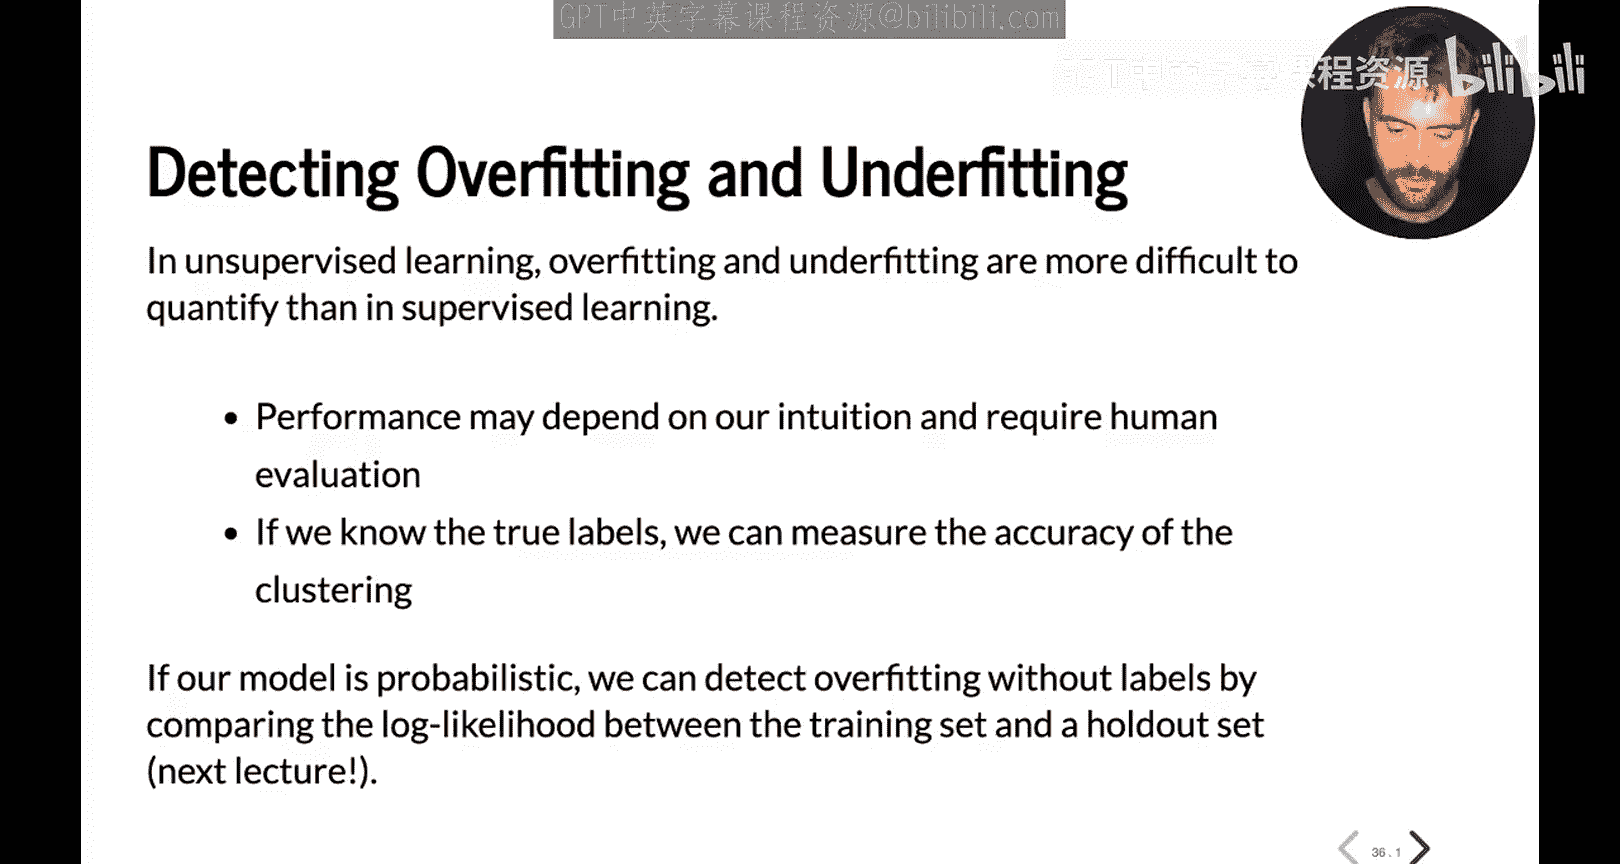 GPT中英字幕课程资源@bilibili.com
程资源 bilibili
Detecting Overfitting and Underfitting
In unsupervised learning, overfitting and underfitting are more difficult to
quantify than in supervised learning.
• Performance may depend on our intuition and require human
evaluation
• If we know the true labels, we can measure the accuracy of the
clustering
If our model is probabilistic, we can detect overfitting without labels by
comparing the log-likelihood between the training set and a holdout set
(next lecture!).
36.1